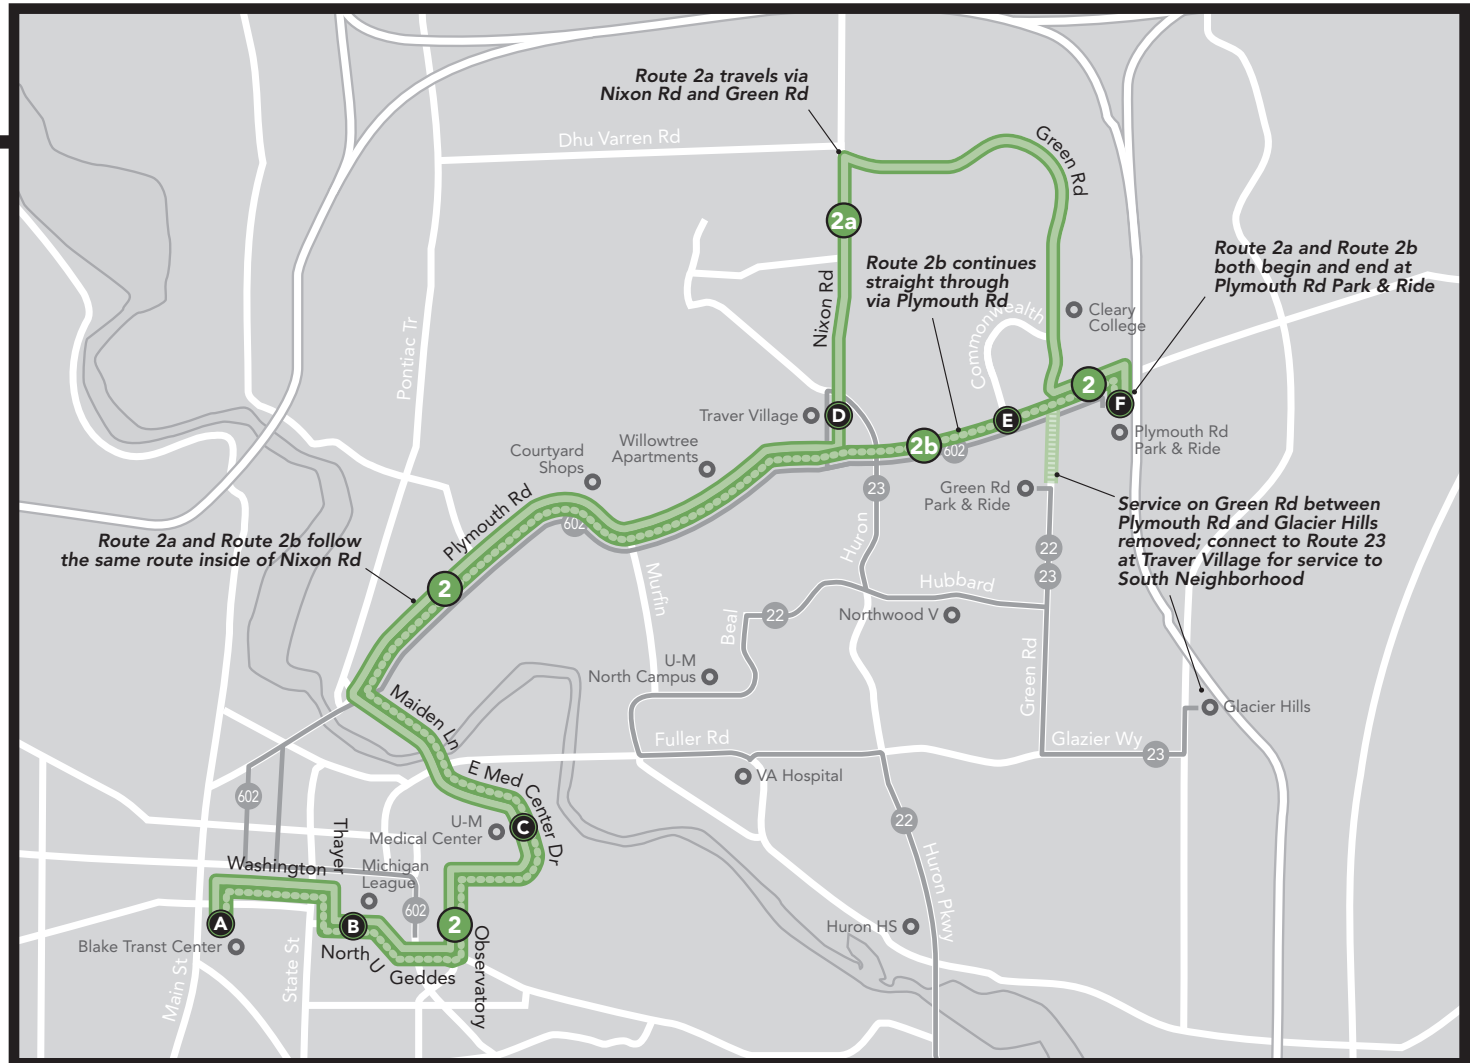 Route 2a travels via
Nixon Rd and Green Rd
Dhu Varren Rd
Green Rd
2a
Route 2b continues
straight through
via Plymouth Rd
Route 2a and Route 2b
both begin and end at
Plymouth Rd Park & Ride
Nixon Rd
Pontiac Tr
Commonwealth
Cleary
College
2
F
D
E
Traver Village
2b
602
Plymouth Rd
Park & Ride
Willowtree
Apartments
Courtyard
Shops
23
Green Rd
Park & Ride
602
Plymouth Rd
Service on Green Rd between
Plymouth Rd and Glacier Hills
removed; connect to Route 23
at Traver Village for service to
South Neighborhood
Route 2a and Route 2b follow
the same route inside of Nixon Rd
2
Huron
22
23
Hubbard
Murfin
Beal
22
Northwood V
U-M
North Campus
Green Rd
Glacier Hills
Maiden Ln
Fuller Rd
Glazier Wy
23
VA Hospital
E Med Center Dr
602
22
U-M
Medical Center
C
Thayer
Washington
Michigan
League
Huron Pkwy
602
A
B
2
Huron HS
Blake Transt Center
North U
Geddes
Observatory
State St
Main St